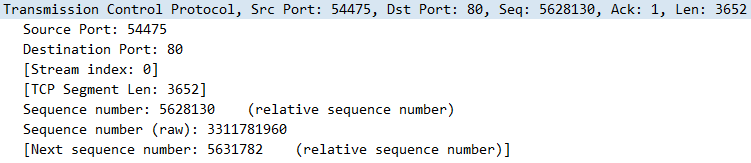 Transmission Control Protocol, Src Port: 54475, Dst Port: 80, Seq: 5628130, Ack: 1, Len: 3652
Source Port: 54475
Destination Port: 80
[Stream index: 0]
[TCP Segment Len: 3652]
Sequence number: 5628130    (relative sequence number)
Sequence number (raw): 3311781960
[Next sequence number: 5631782    (relative sequence number)]